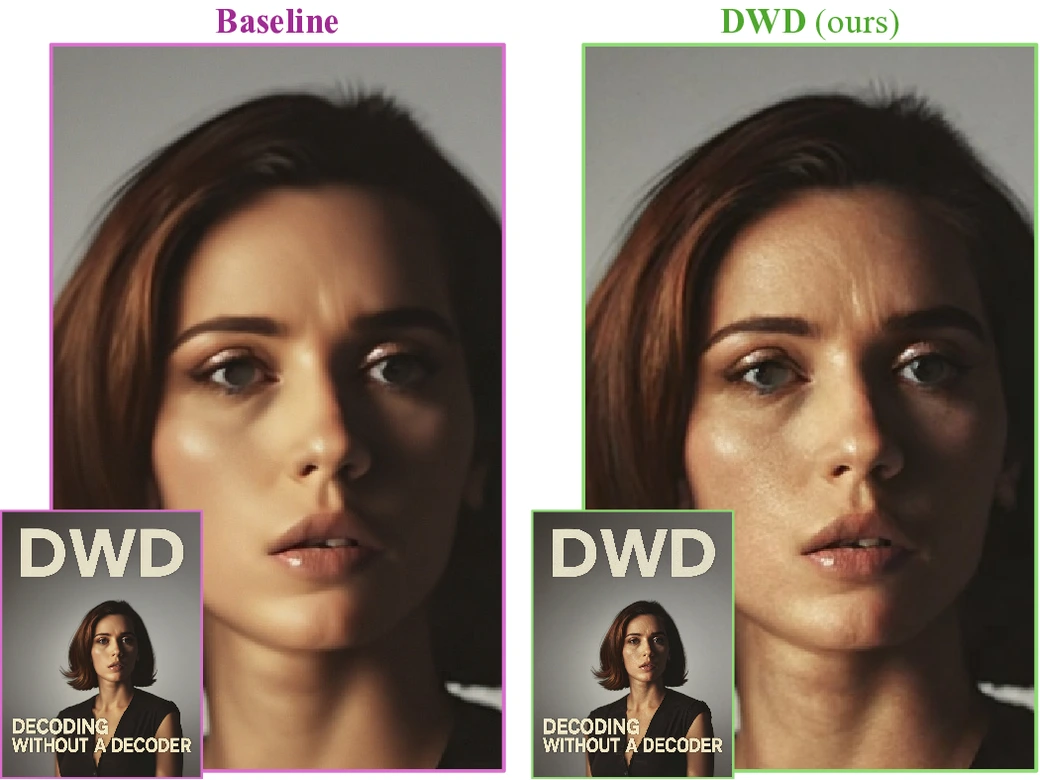 Baseline
DWD (ours)
DWD
DECODING
WITHOUT A DECODER
DWD
DECODING
WITHOUT A DECODER